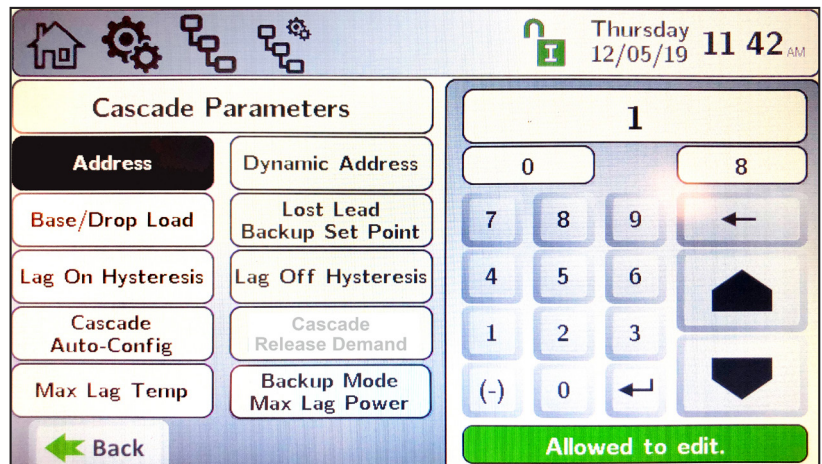 Thursday
12/05/19
11 42 AM
I
Cascade Parameters
Address
Dynamic Address
Base/Drop Load
Lost Lead
Backup Set Point
Lag On Hysteresis
Lag Off Hysteresis
Cascade
Auto-Config
Cascade
Release Demand
Max Lag Temp
Backup Mode
Max Lag Power
Back
1
0
8
7
8
9
4
5
6
1
2
3
(-)
0
Allowed to edit.